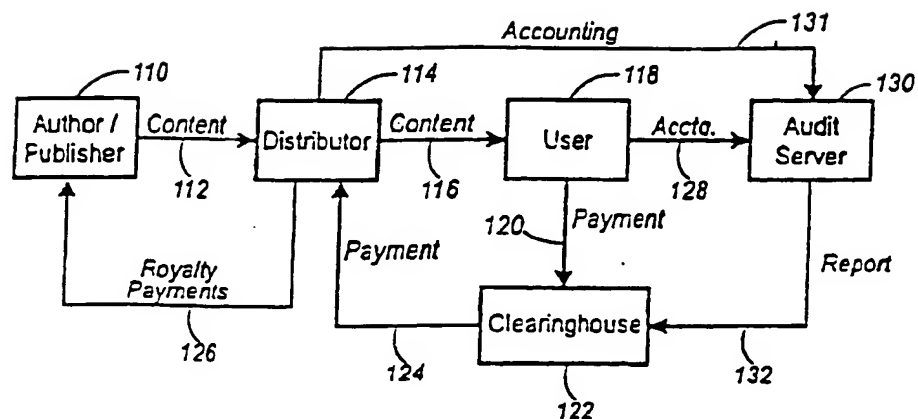 Accounting
131
110
114
118
130
Author /
Publisher
Content
112
Distributor
Content
116
User
Accta.
128
Audit
Server
120
Payment
Payment
Report
Royalty
Payments
126
Clearinghouse
124
132
122